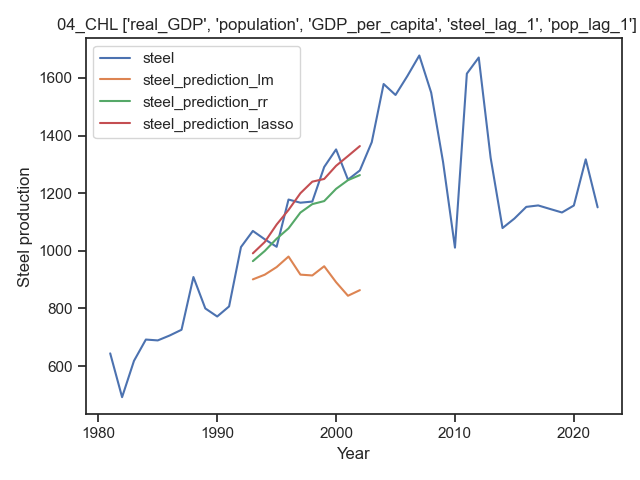 04_CHL ['real_GDP', 'population', 'GDP_per_capita', 'steel_lag_1', 'pop_lag_1']
steel
steel_prediction_lm
steel_prediction_rr
steel_prediction_lasso
Steel production
1600
1400
1200
1000
800
600
1980
1990
2000
2010
2020
Year